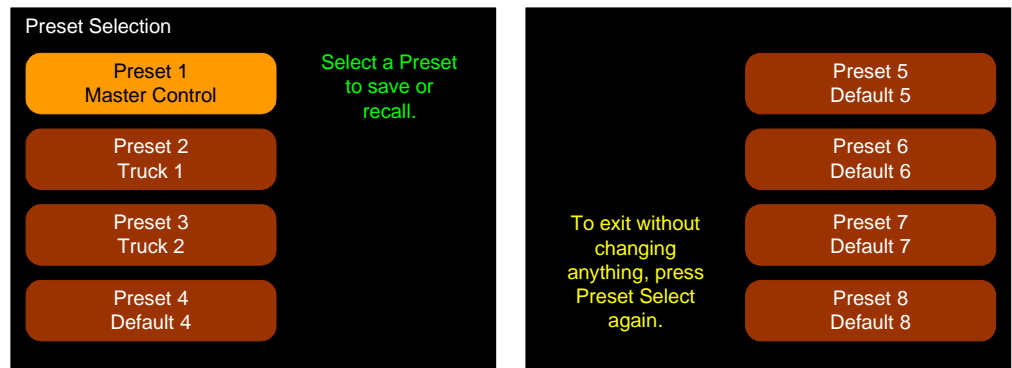 Preset Selection
Preset 1
Master Control
Select a Preset
to save or
recall.
Preset 2
Truck 1
Preset 3
Truck 2
Preset 4
Default 4
Preset 5
Default 5
Preset 6
Default 6
To exit without
changing
anything, press
Preset Select
again.
Preset 7
Default 7
Preset 8
Default 8